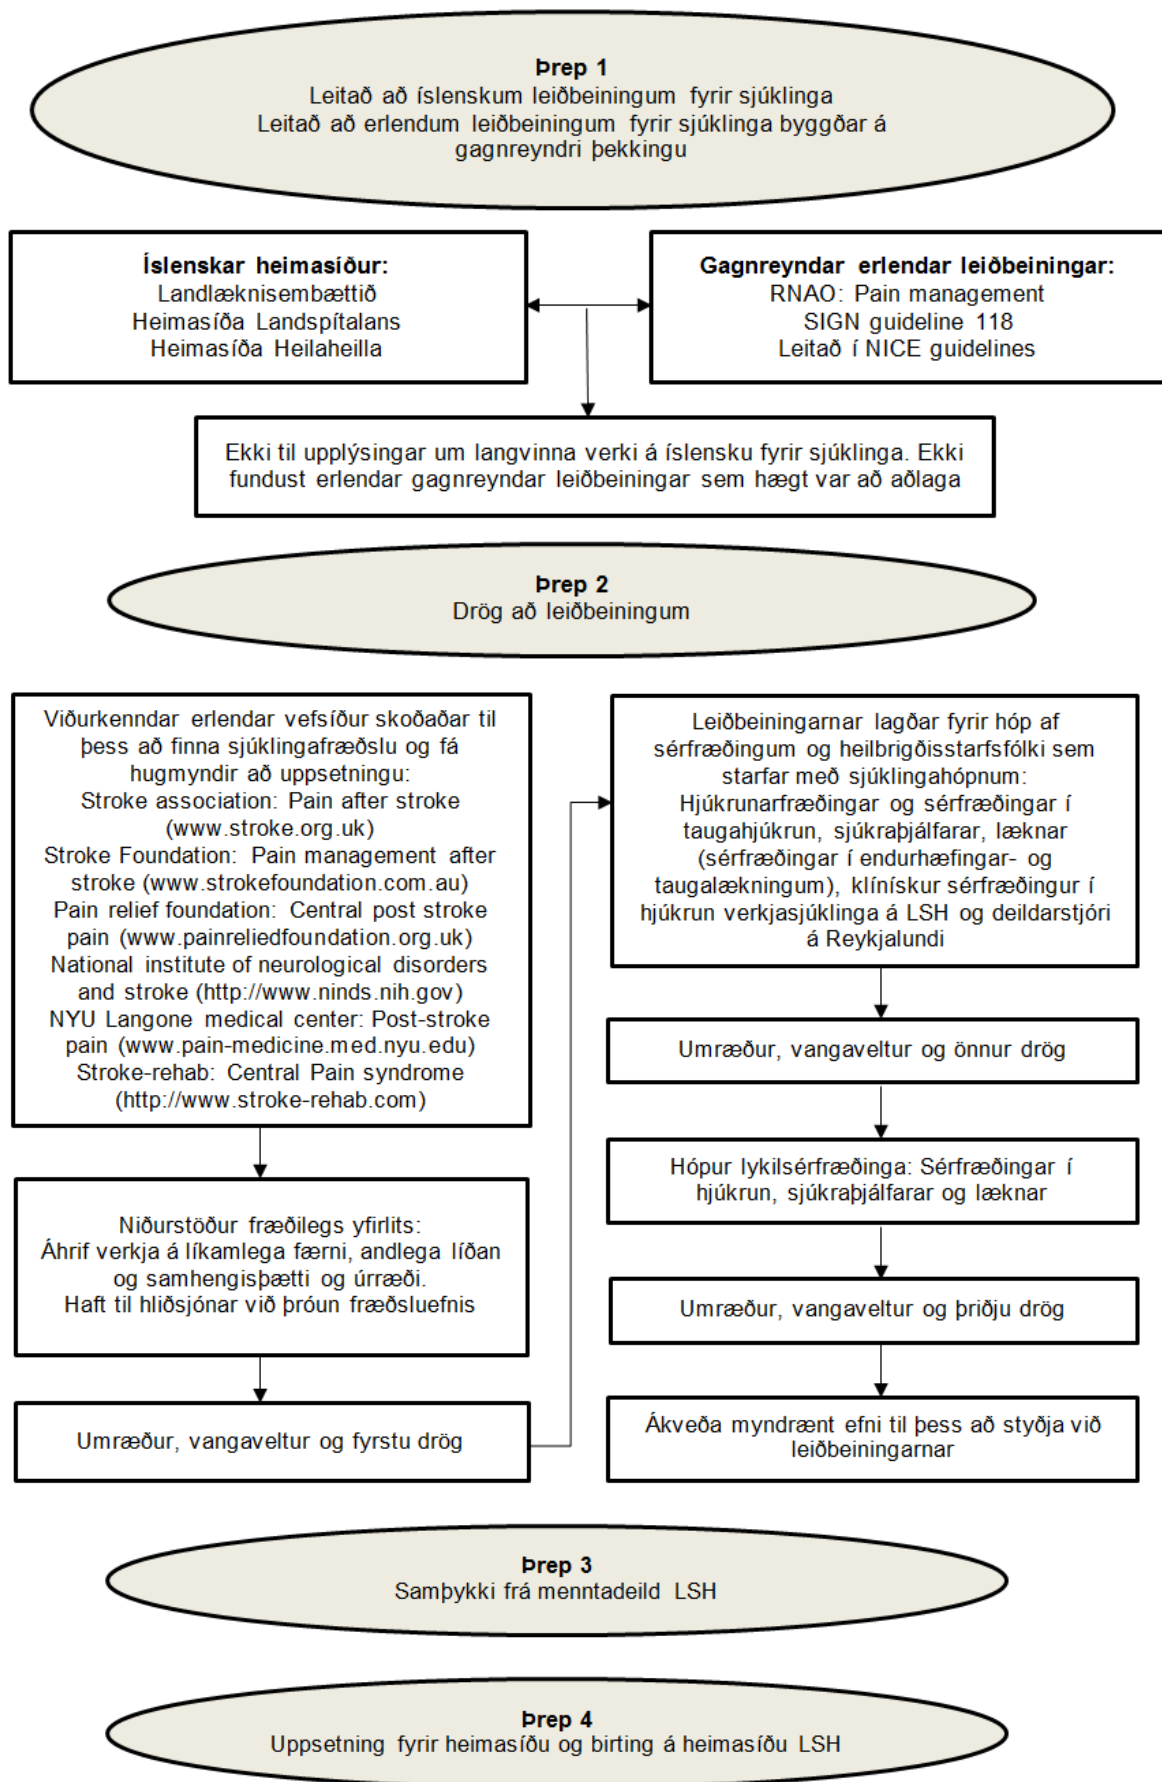 Þrep 1
Leitað að íslenskum leiðbeiningum fyrir sjúklinga
Leitað að erlendum leiðbeiningum fyrir sjúklinga byggðar á
gagnreyndri þekkingu
Íslenskar heimasíður:
Landlæknisembættið
Heimasíða Landspítalans
Heimasíða Heilaheilla
Gagnreyndar erlendar leiðbeiningar:
RNAO: Pain management
SIGN guideline 118
Leitað í NICE guidelines
Ekki til upplýsingar um langvinna verki á íslensku fyrir sjúklinga. Ekki
fundust erlendar gagnreyndar leiðbeiningar sem hægt var að aðlaga
Þrep 2
Drög að leiðbeiningum
Viðurkenndar erlendar vefsíður skoðaðar til
þess að finna sjúklingafræðslu og fá
hugmyndir að uppsetningu:
Stroke association: Pain after stroke
(www.stroke.org.uk)
Stroke Foundation: Pain management after
stroke (www.strokefoundation.com.au)
Pain relief foundation: Central post stroke
pain (www.painreliedfoundation.org.uk)
National institute of neurological disorders
and stroke (http://www.ninds.nih.gov)
NYU Langone medical center: Post-stroke
pain (www.pain-medicine.med.nyu.edu)
Stroke-rehab: Central Pain syndrome
(http://www.stroke-rehab.com)
Niðurstöður fræðilegs yfirlits:
Áhrif verkja á líkamlega færni, andlega líðan
og samhengisþætti og úrræði.
Haft til hliðsjónar við þróun fræðsluefnis
Umræður, vangaveltur og fyrstu drög
Leiðbeiningarnar lagðar fyrir hóp af
sérfræðingum og heilbrigðisstarfsfólki sem
starfar með sjúklingahópnum:
Hjúkrunarfræðingar og sérfræðingar í
taugahjúkrun, sjúkraþjálfarar, læknar
(sérfræðingar í endurhæfingar- og
taugalækningum), klínískur sérfræðingur í
hjúkrun verkjasjúklinga á LSH og deildarstjóri
á Reykjalundi
Umræður, vangaveltur og önnur drög
Hópur lykilsérfræðinga: Sérfræðingar í
hjúkrun, sjúkraþjálfarar og læknar
Umræður, vangaveltur og þriðju drög
Ákveða myndrænt efni til þess að styðja við
leiðbeiningarnar
Þrep 3
Samþykki frá menntadeild LSH
Þrep 4
Uppsetning fyrir heimasíðu og birting á heimasíðu LSH